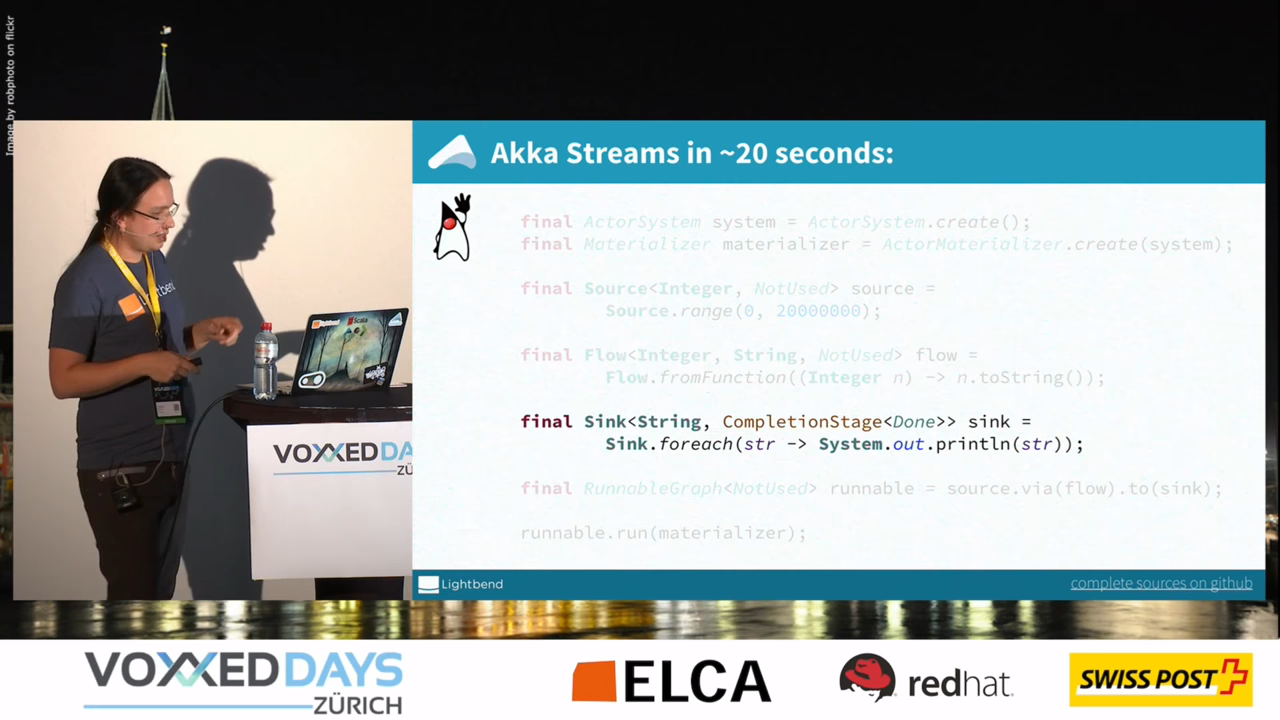 Image by robphoto on flickr
Akka Streams in ~20 seconds:
final ActorSystem system = ActorSystem.create();
final Materializer materializer = ActorMaterializer.create(system);
final Source<Integer, NotUsed> source =
Source.range(0, 20000000);
final Flow<Integer, String, NotUsed> flow =
Flow.fromFunction((Integer n) -> n.toString());
final Sink<String, CompletionStage<Done>> sink =
Sink.foreach(str -> System.out.println(str));
final RunnableGraph<NotUsed> runnable = source.via(flow).to(sink);
runnable.run(materializer);
Lightbend
complete sources on github
Scala
VOXXED DA
ZÜ
VOXXED DAYS
ZÜRICH
ELCA
redhat.
SWISS POST